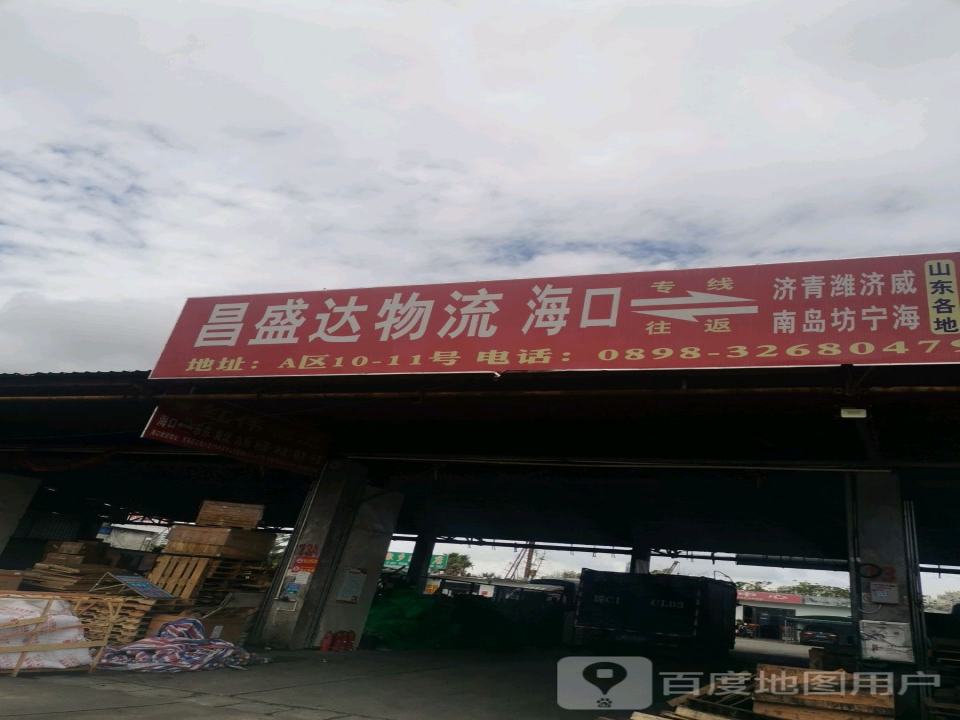 昌盛达物流 海口 专线 往返 济青潍济威 南岛坊宁海 山东各地
地址：A区10-11号 电话：0898-32680479
海口
百度地图用户